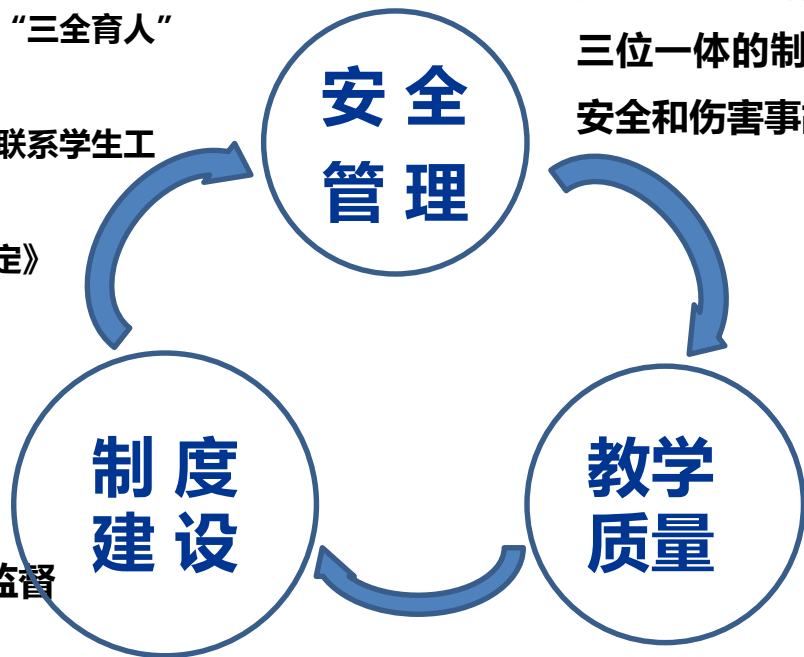 “三全育人”
三位一体的制
安全和伤害事故
安 全
管 理
联系学生工
定》
制 度
建 设
教学
质量
监督